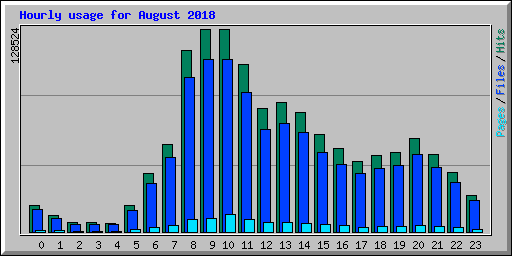 Hourly usage for August 2018
128524
Pages/Files/Hits
0 1 2 3 4 5 6 7 8 9 10 11 12 13 14 15 16 17 18 19 20 21 22 23